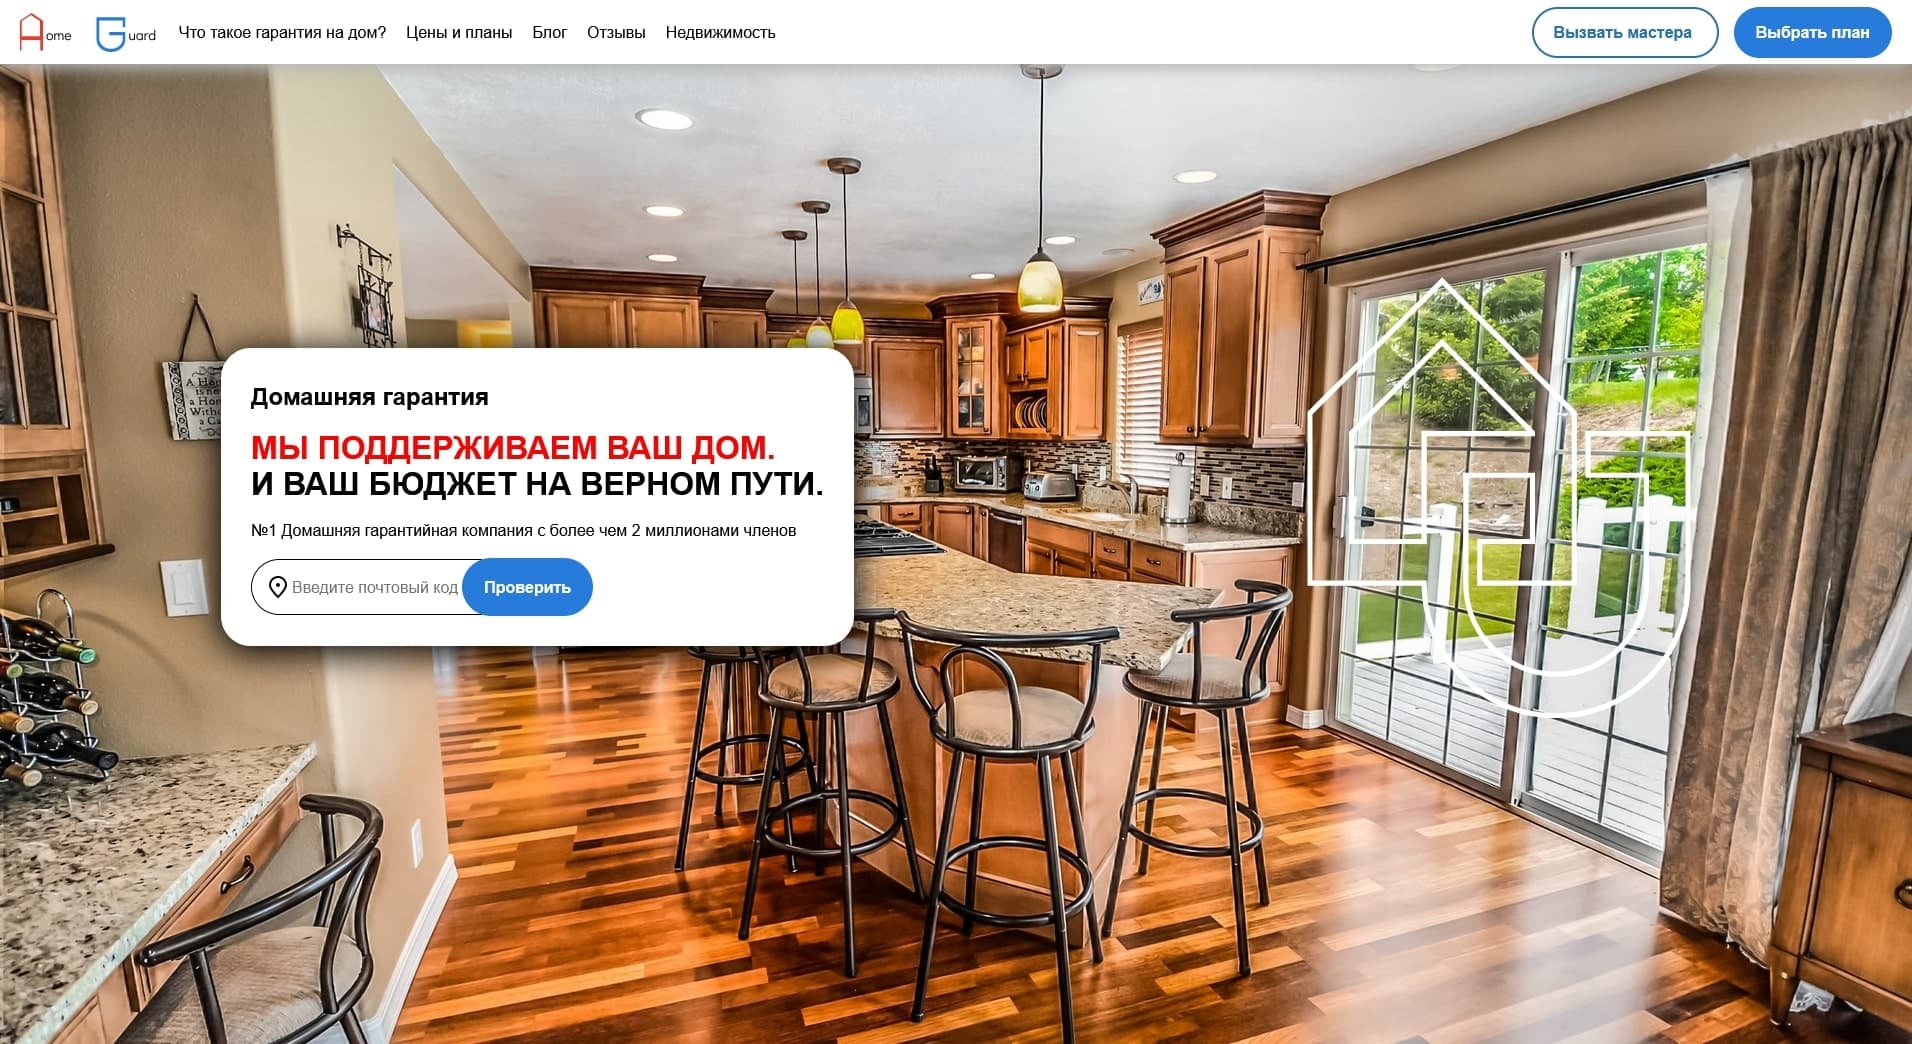 Home Guard
Что такое гарантия на дом?
Цены и планы
Блог
Отзывы
Недвижимость
Вызвать мастера
Выбрать план
Домашняя гарантия
МЫ ПОДДЕРЖИВАЕМ ВАШ ДОМ.
И ВАШ БЮДЖЕТ НА ВЕРНОМ ПУТИ.
№1 Домашняя гарантийная компания с более чем 2 миллионами членов
Введите почтовый код
Проверить